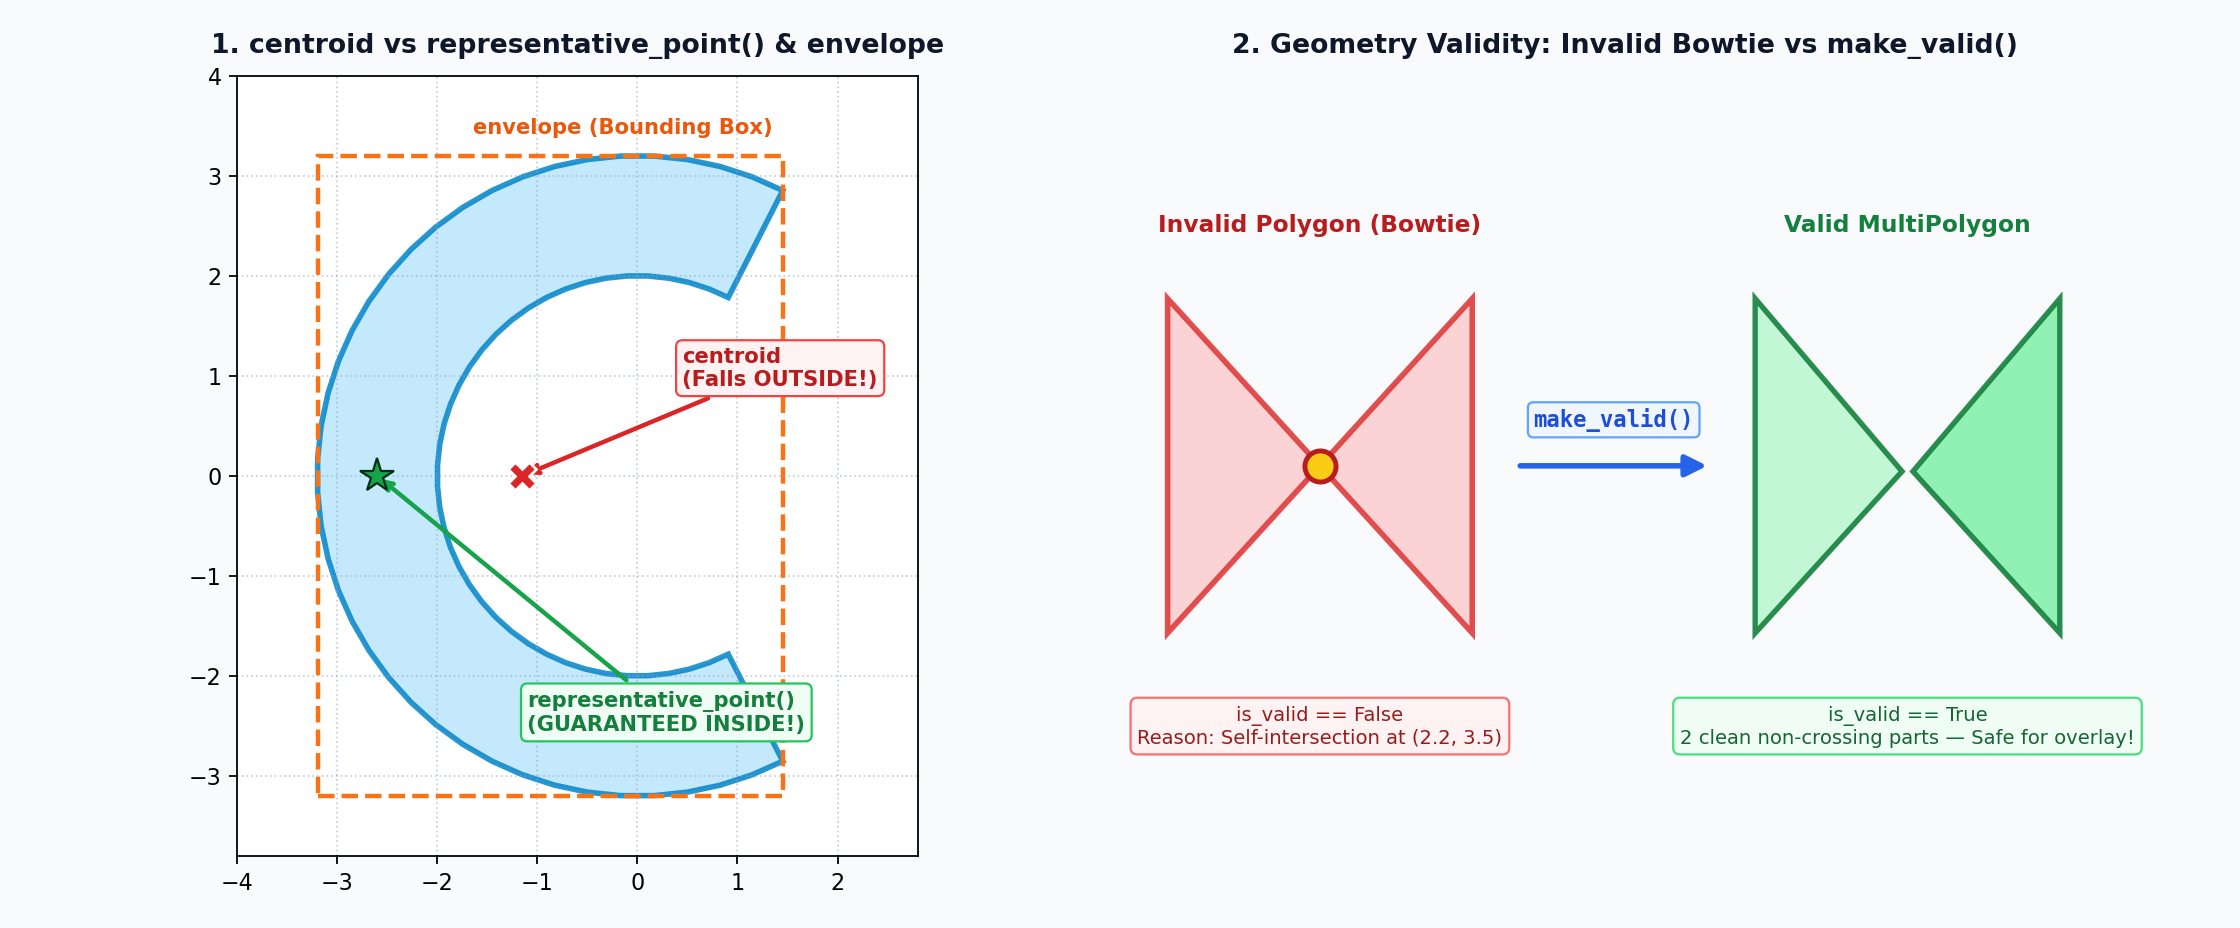 1. centroid vs representative_point() & envelope
4
3
2
1
0
−1
−2
−3
−4
−3
−2
−1
0
1
2
envelope (Bounding Box)
centroid
(Falls OUTSIDE!)
representative_point()
(GUARANTEED INSIDE!)
2. Geometry Validity: Invalid Bowtie vs make_valid()
Invalid Polygon (Bowtie)
make_valid()
Valid MultiPolygon
is_valid == False
Reason: Self-intersection at (2.2, 3.5)
is_valid == True
2 clean non-crossing parts — Safe for overlay!